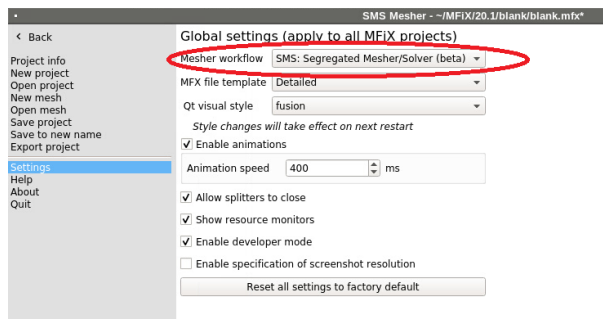 SMS Mesher - ~/MFiX/20.1/blank/blank.mfx*
Back
Global settings (apply to all MFiX projects)
Project info
New project
Open project
New mesh
Open mesh
Save project
Save to new name
Export project
Settings
Help
About
Quit
Mesher workflow SMS: Segregated Mesher/Solver (beta)
MFX file template Detailed
Qt visual style fusion
Style changes will take effect on next restart
Enable animations
Animation speed 400 ms
Allow splitters to close
Show resource monitors
Enable developer mode
Enable specification of screenshot resolution
Reset all settings to factory default